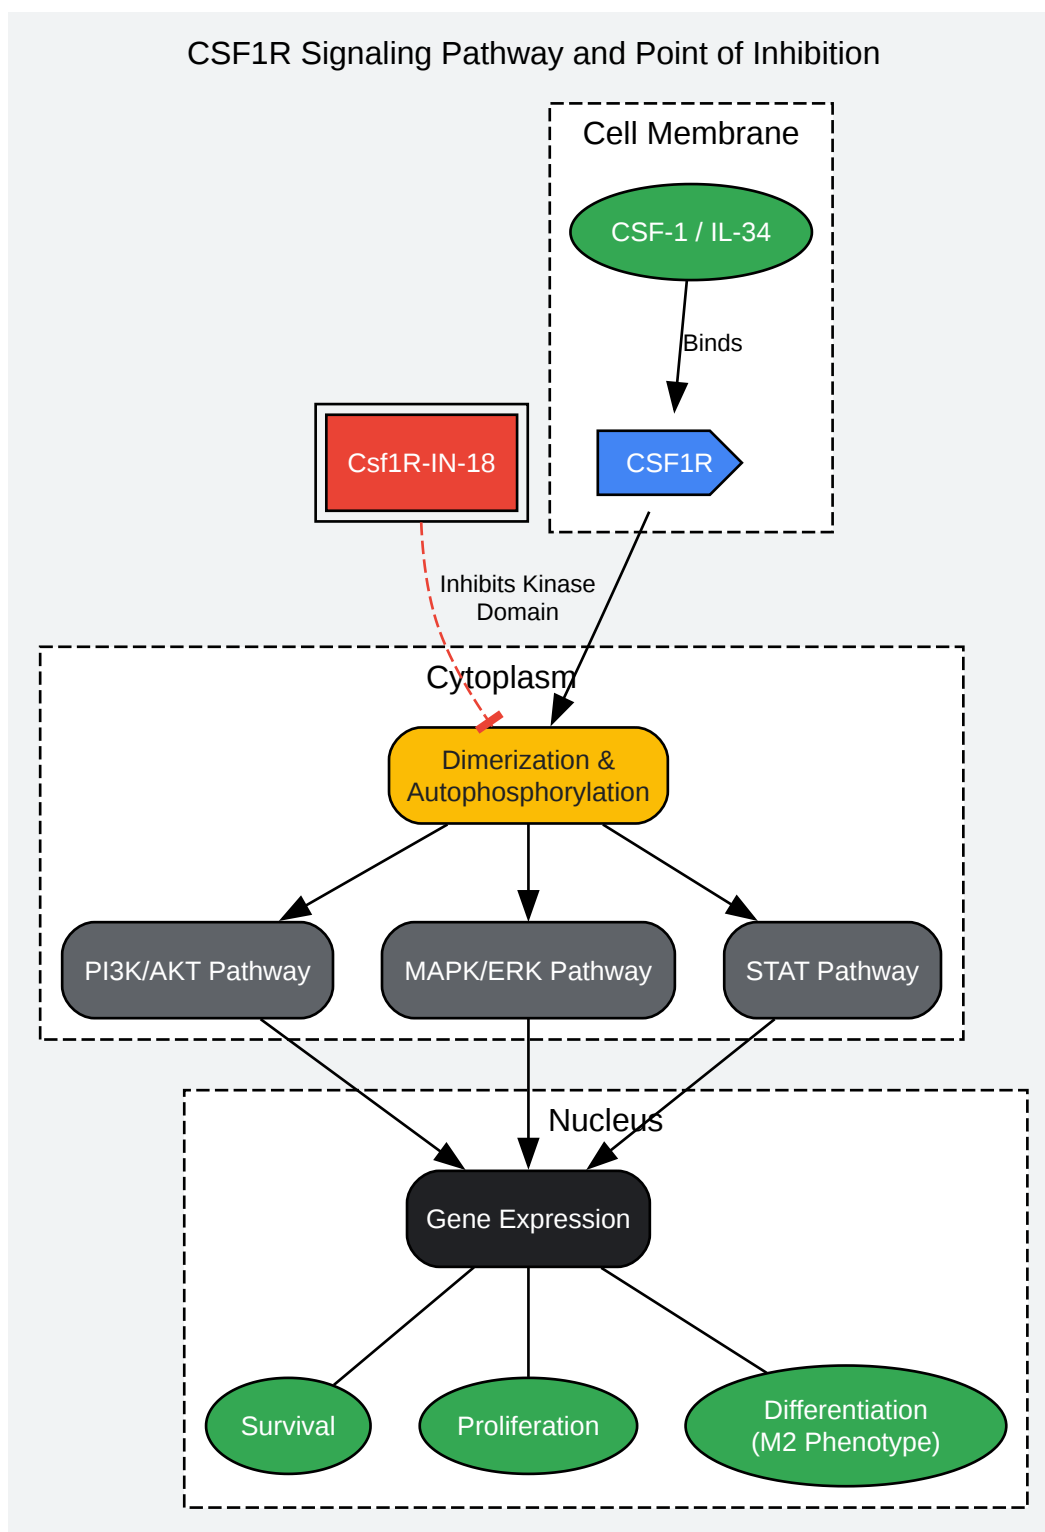 CSF1R Signaling Pathway and Point of Inhibition
Cell Membrane
CSF-1 / IL-34
Binds
Csf1R-IN-18
CSF1R
Inhibits Kinase
Domain
Cytoplasm
Dimerization &
Autophosphorylation
PI3K/AKT Pathway
MAPK/ERK Pathway
STAT Pathway
Nucleus
Gene Expression
Survival
Proliferation
Differentiation
(M2 Phenotype)